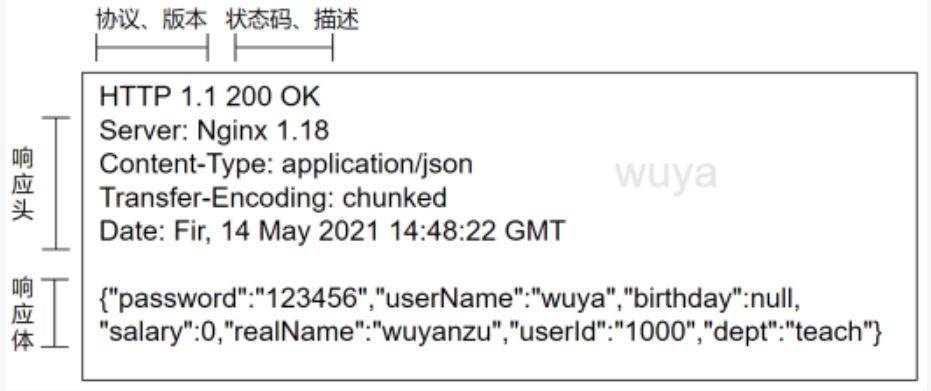 协议、版本 状态码、描述
HTTP 1.1 200 OK
Server: Nginx 1.18
Content-Type: application/json
wuya
Transfer-Encoding: chunked
Date: Fir, 14 May 2021 14:48:22 GMT
响应头
{"password":"123456","userName":"wuya","birthday":null,
"salary":0,"realName":"wuyanzu","userId":"1000","dept":"teach"}
响应体